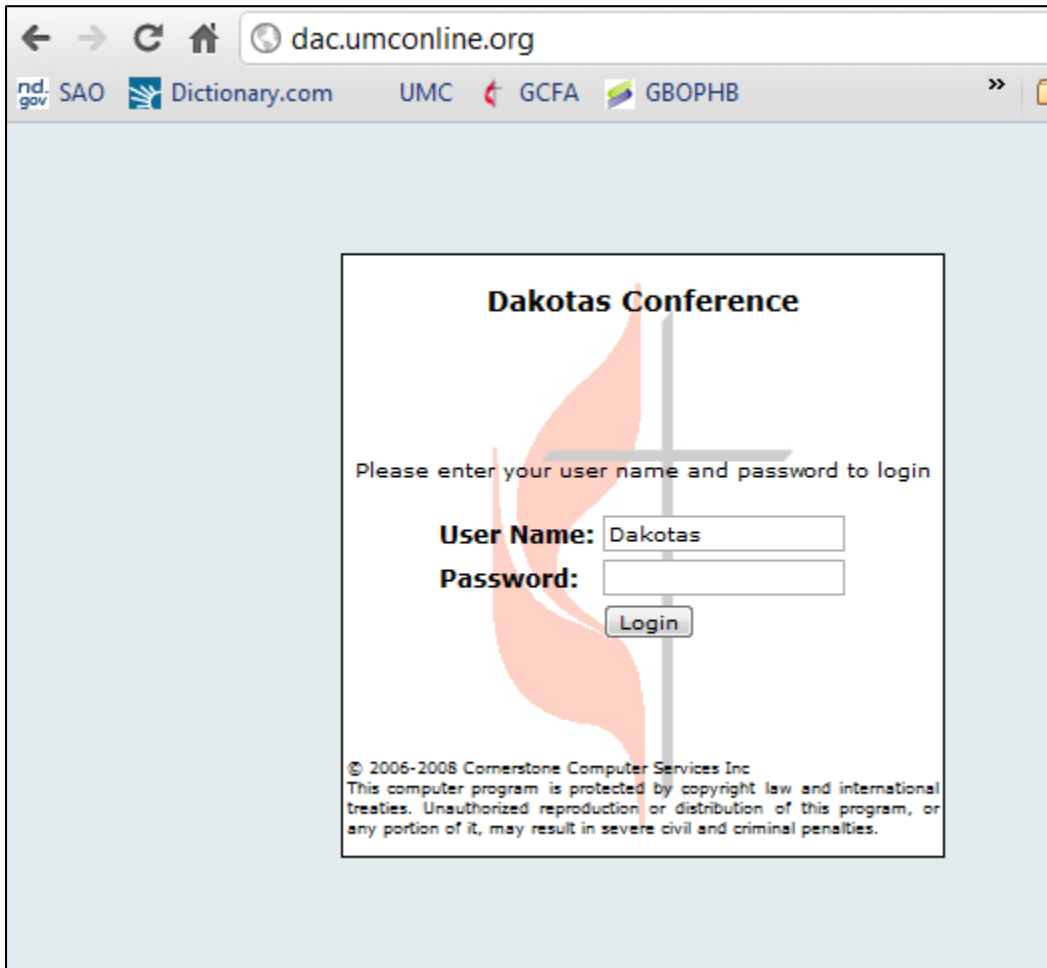 dac.umconline.org
nd.gov SAO Dictionary.com UMC GCFA GBOPHB »
Dakotas Conference
Please enter your user name and password to login
User Name: Dakotas
Password:
Login
© 2006-2008 Cornerstone Computer Services Inc
This computer program is protected by copyright law and international
treaties. Unauthorized reproduction or distribution of this program, or
any portion of it, may result in severe civil and criminal penalties.